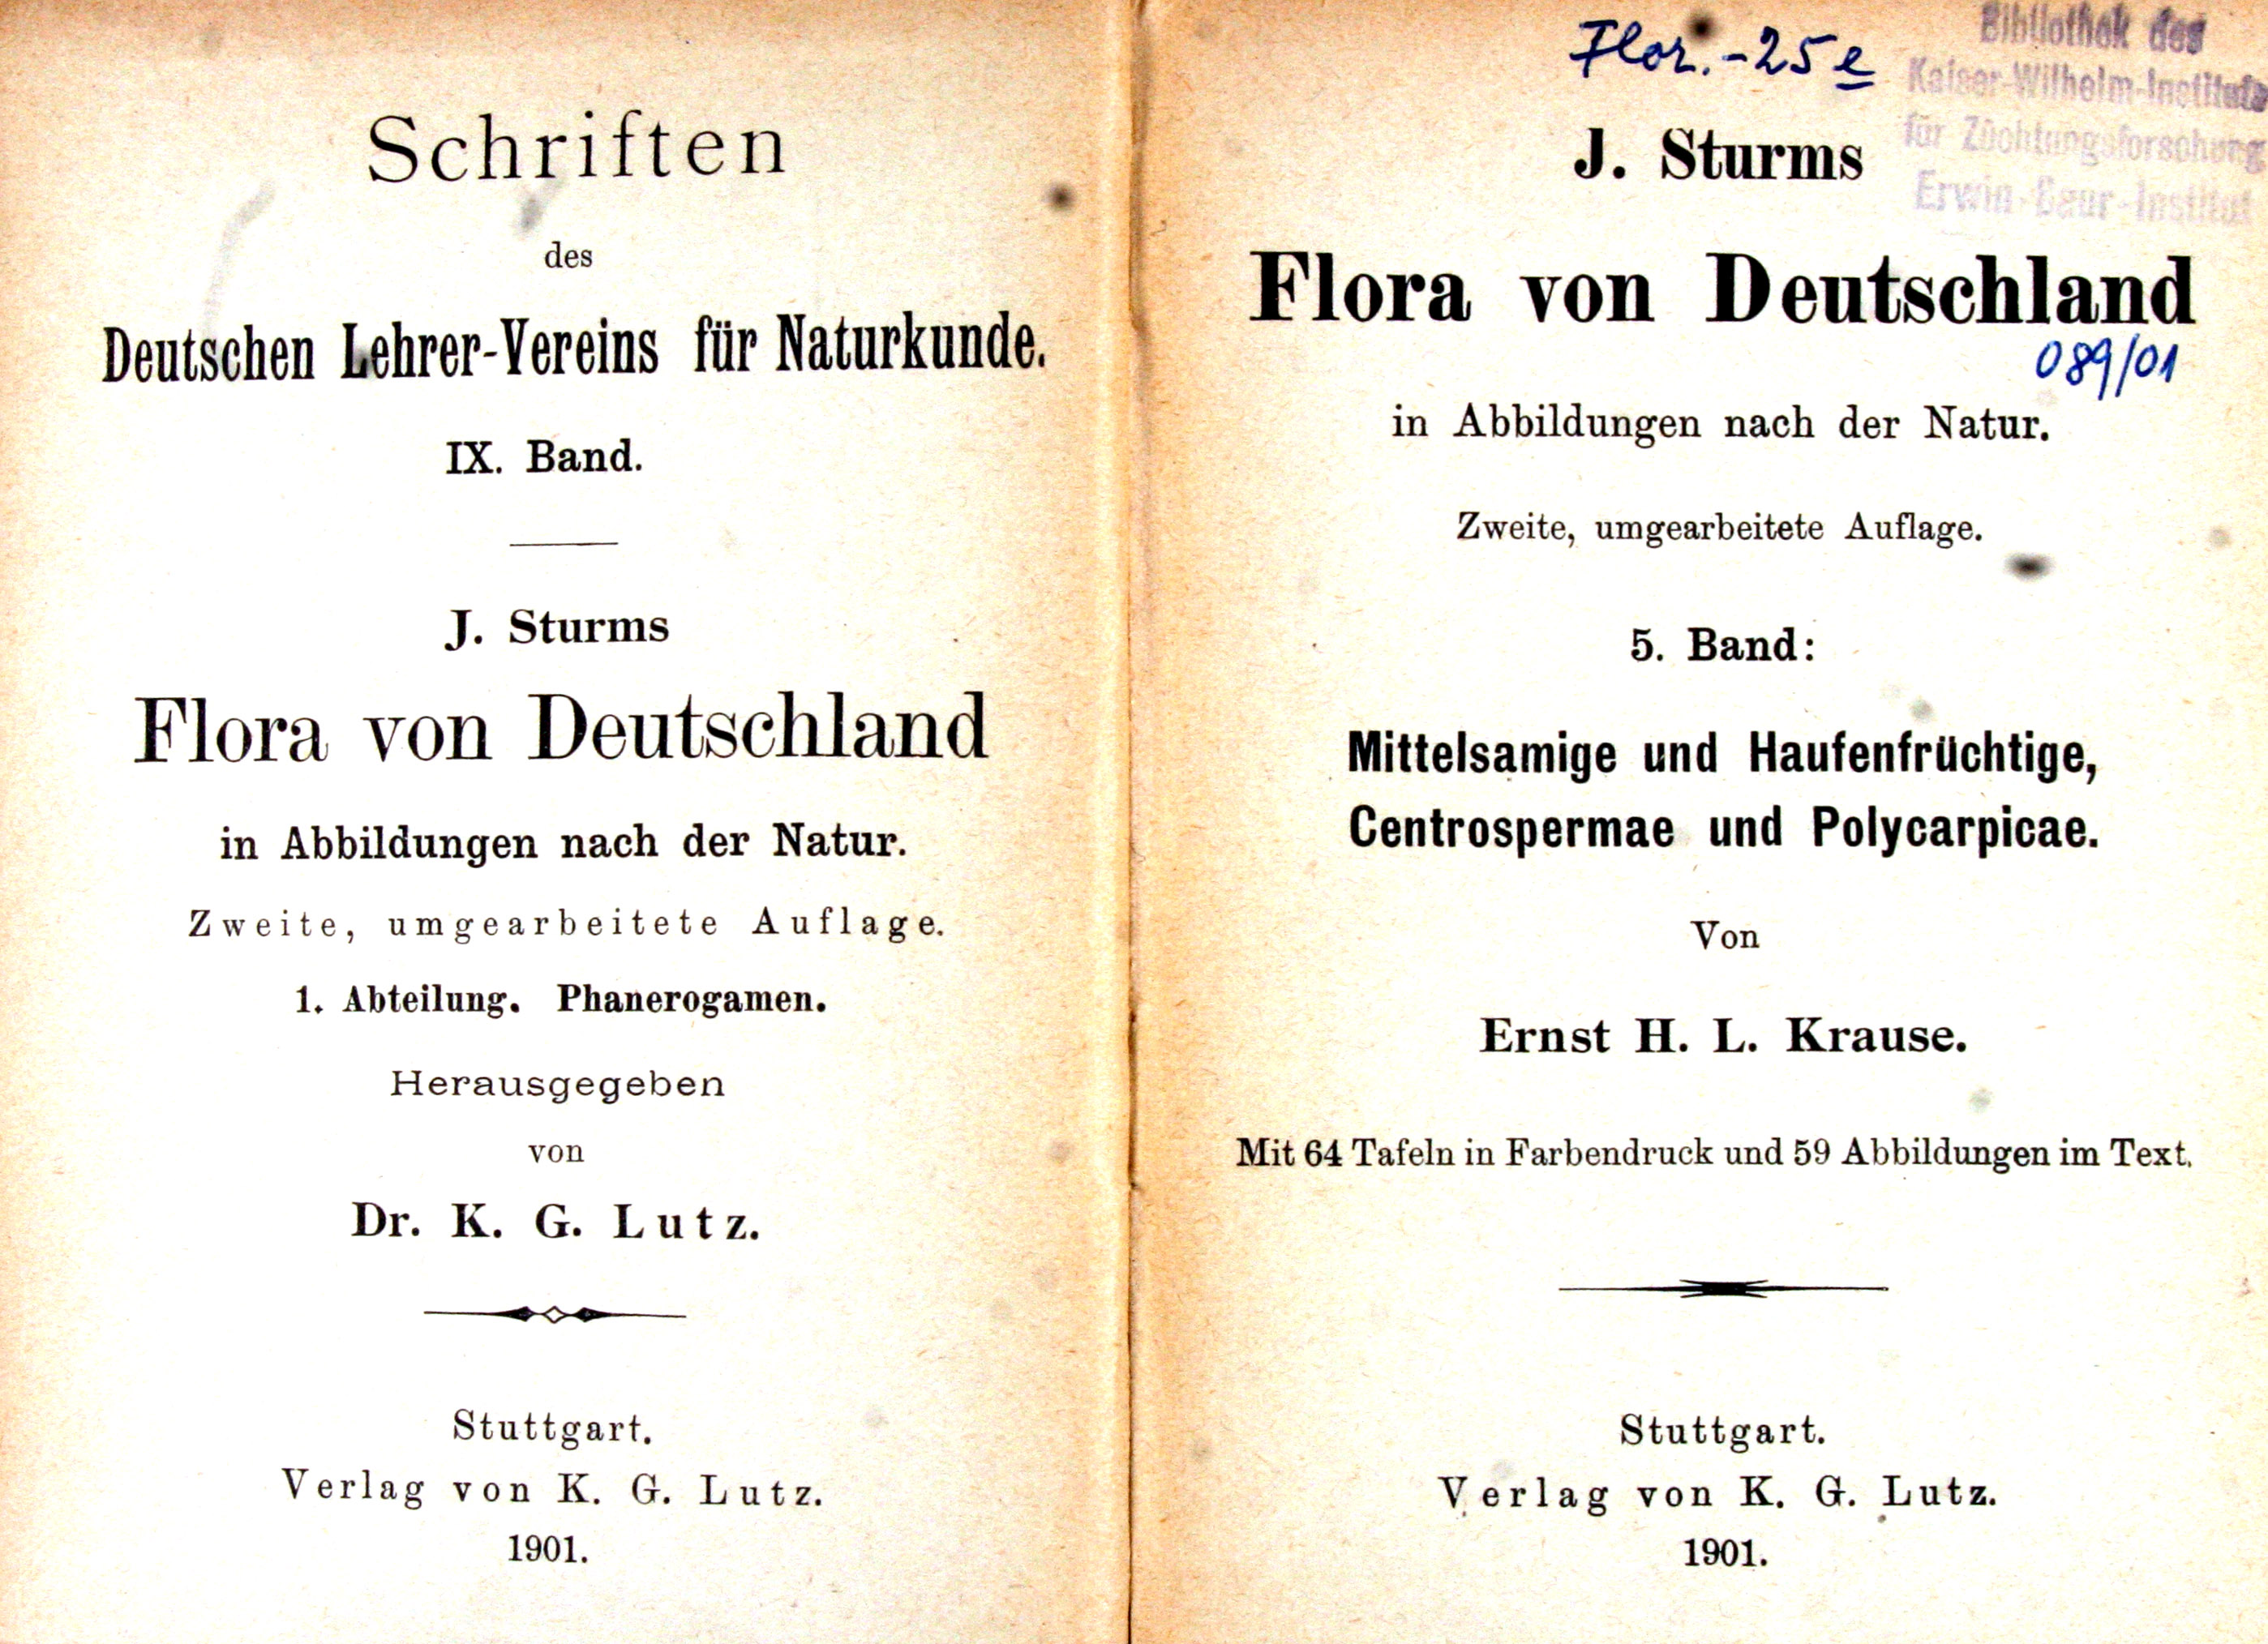 Schriften
des
Deutschen Lehrer-Vereins für Naturkunde.
IX. Band.
J. Sturms
Flora von Deutschland
in Abbildungen nach der Natur.
Zweite, umgearbeitete Auflage.
1. Abteilung. Phanerogamen.
Herausgegeben
von
Dr. K. G. Lutz.
Stuttgart.
Verlag von K. G. Lutz.
1901.
Flor.-25e
Bibliothek des
Kaiser-Wilhelm-Instituts
für Züchtungsforschung
Erwin-Baur-Institut
J. Sturms
Flora von Deutschland
089/01
in Abbildungen nach der Natur.
Zweite, umgearbeitete Auflage.
5. Band:
Mittelsamige und Haufenfrüchtige,
Centrospermae und Polycarpicae.
Von
Ernst H. L. Krause.
Mit 64 Tafeln in Farbendruck und 59 Abbildungen im Text.
Stuttgart.
Verlag von K. G. Lutz.
1901.